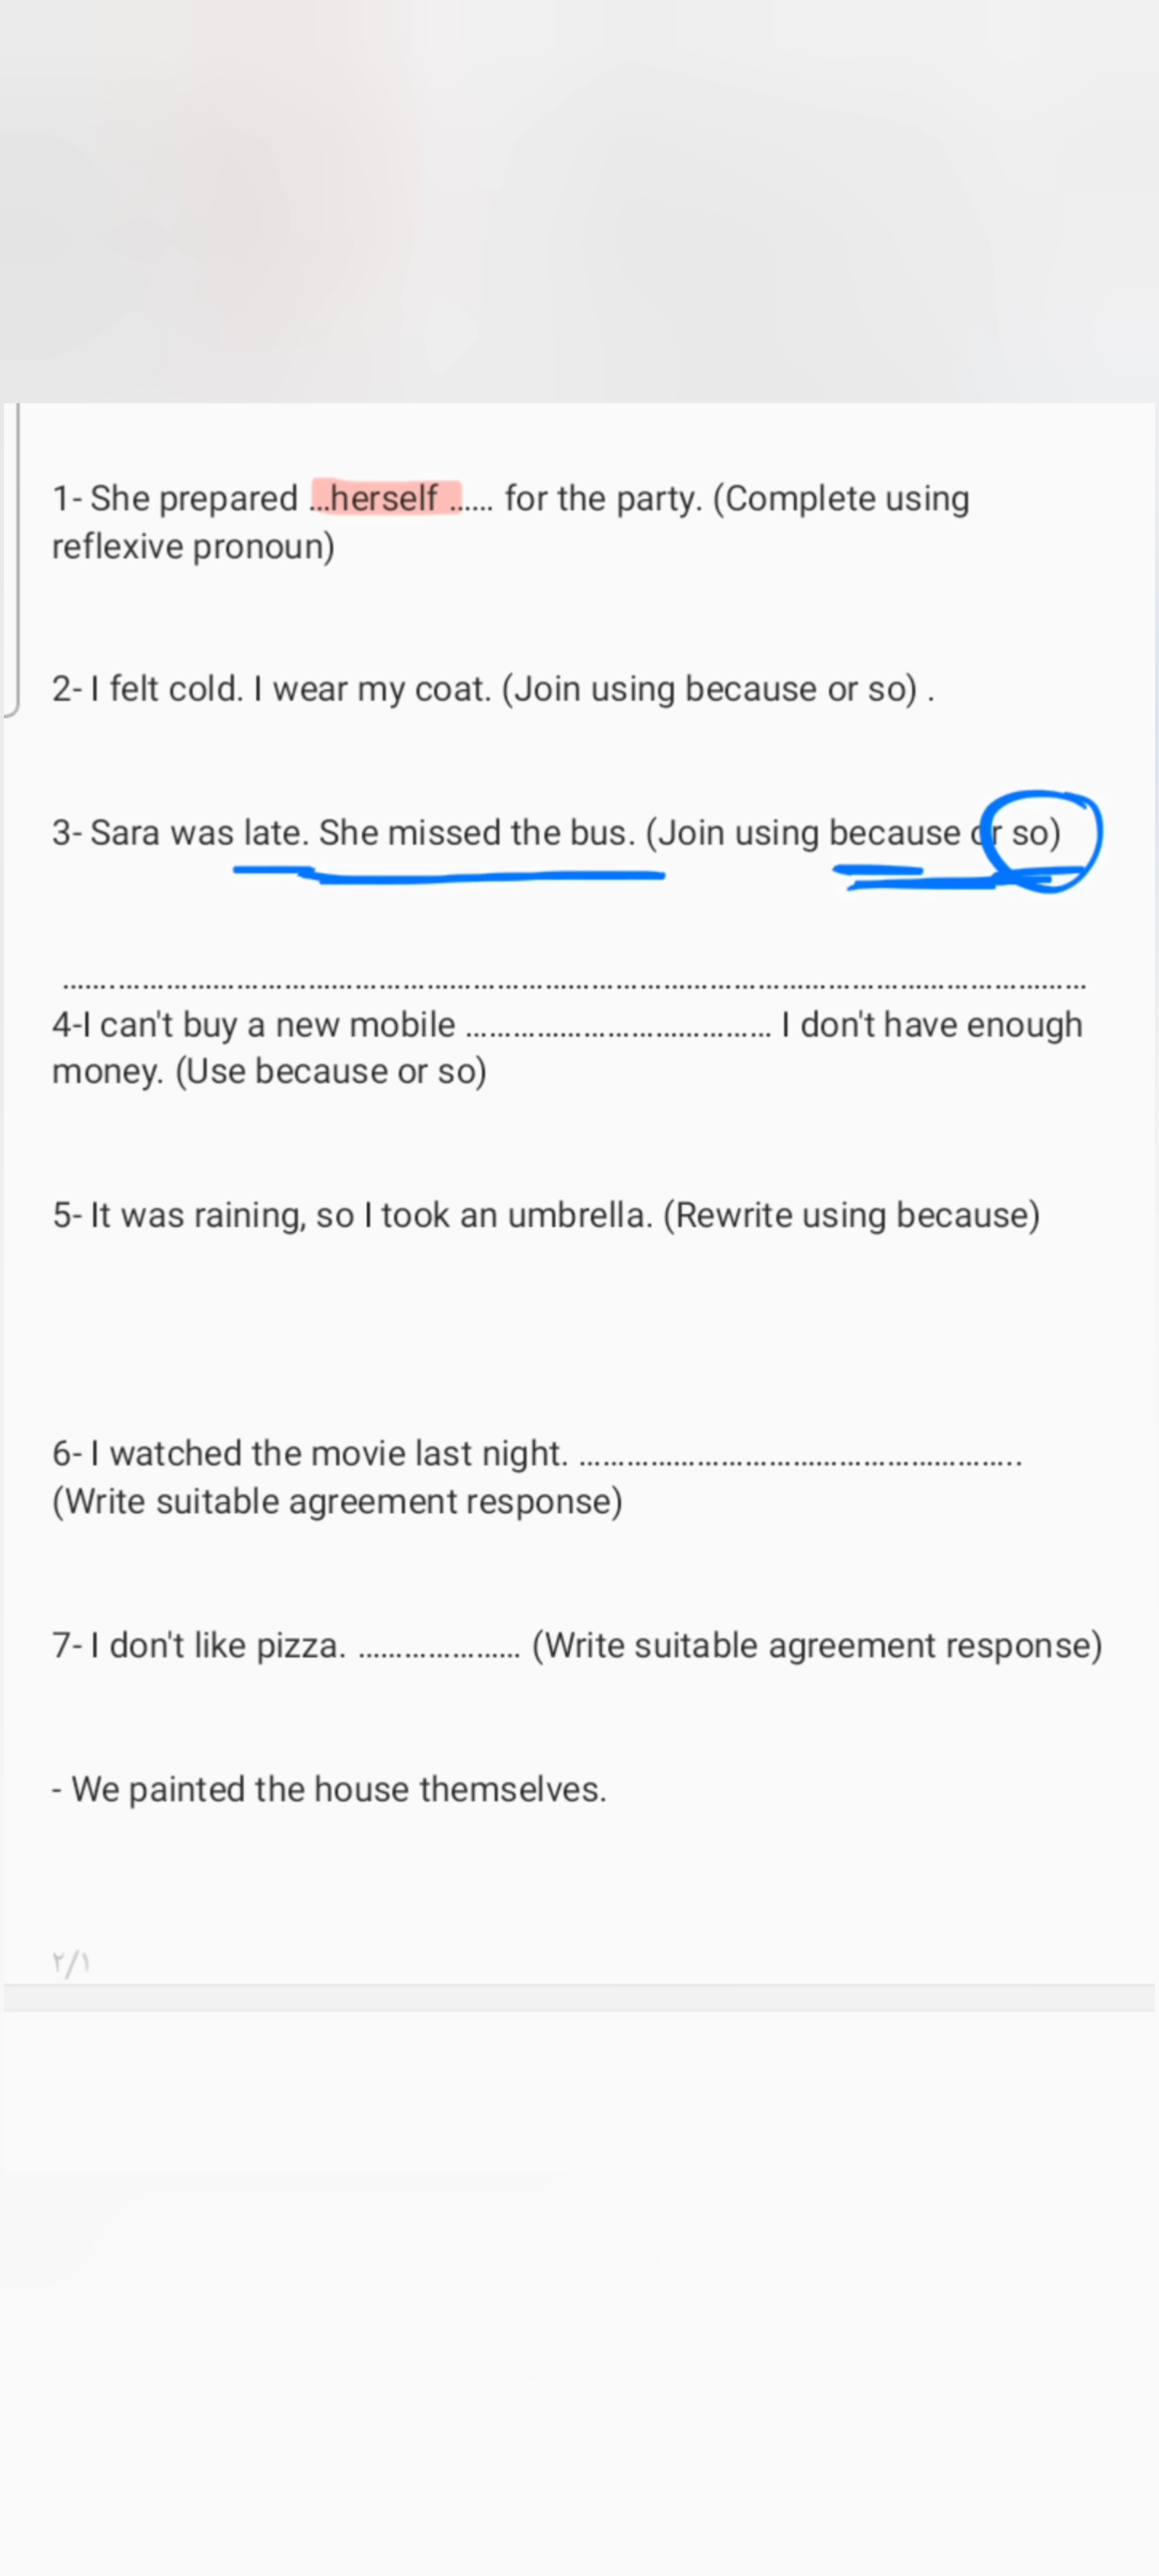 1- She prepared ...herself ...... for the party. (Complete using
reflexive pronoun)
2- I felt cold. I wear my coat. (Join using because or so) .
3- Sara was late. She missed the bus. (Join using because or so)
................................................................................
4-I can't buy a new mobile .................................... I don't have enough
money. (Use because or so)
5- It was raining, so I took an umbrella. (Rewrite using because)
6- I watched the movie last night. ....................................................
(Write suitable agreement response)
7- I don't like pizza. ..................... (Write suitable agreement response)
- We painted the house themselves.
٢/١